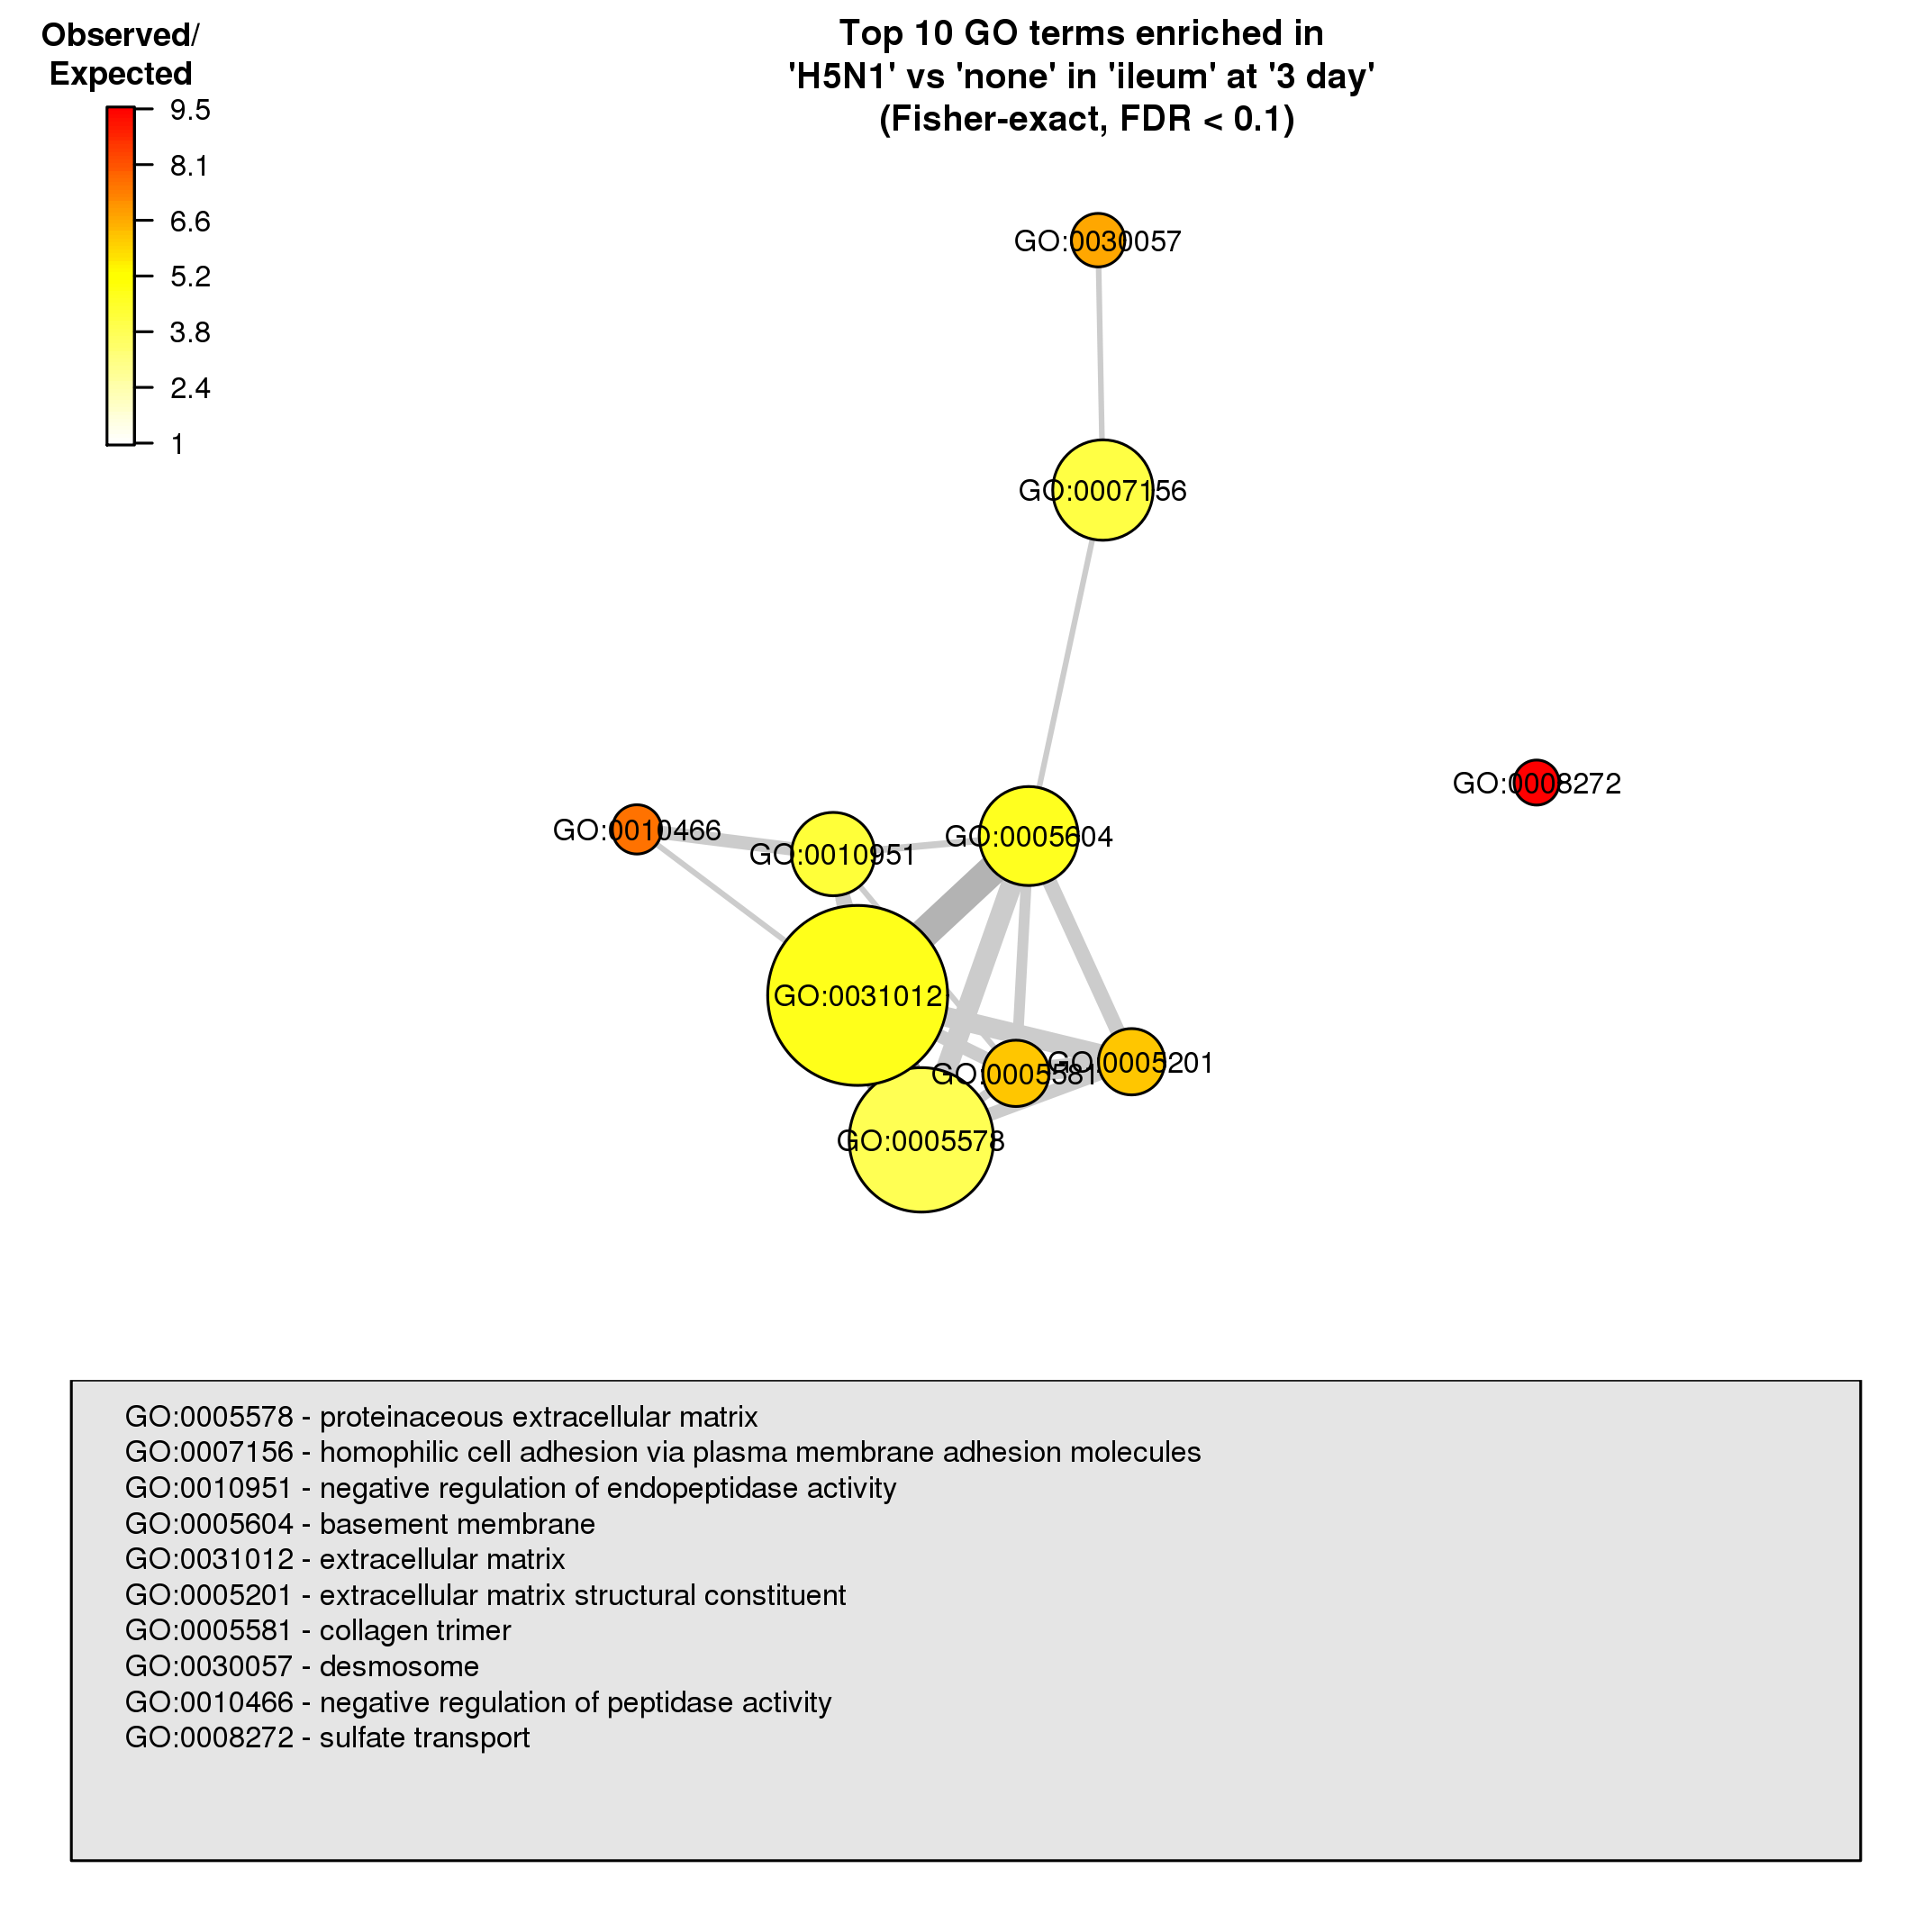 Observed/
Expected
9.5
8.1
6.6
5.2
3.8
2.4
1
Top 10 GO terms enriched in
'H5N1' vs 'none' in 'ileum' at '3 day'
(Fisher-exact, FDR < 0.1)
GO:0030057
GO:0007156
GO:0008272
GO:0010466
GO:0010951
GO:0005604
GO:0031012
GO:0005581
GO:0005201
GO:0005578
GO:0005578 - proteinaceous extracellular matrix
GO:0007156 - homophilic cell adhesion via plasma membrane adhesion molecules
GO:0010951 - negative regulation of endopeptidase activity
GO:0005604 - basement membrane
GO:0031012 - extracellular matrix
GO:0005201 - extracellular matrix structural constituent
GO:0005581 - collagen trimer
GO:0030057 - desmosome
GO:0010466 - negative regulation of peptidase activity
GO:0008272 - sulfate transport